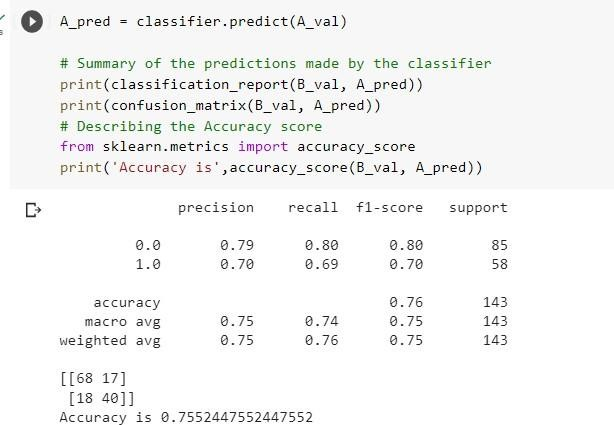 A_pred = classifier.predict(A_val)
# Summary of the predictions made by the classifier
print(classification_report(B_val, A_pred))
print(confusion_matrix(B_val, A_pred))
# Describing the Accuracy score
from sklearn.metrics import accuracy_score
print('Accuracy is',accuracy_score(B_val, A_pred))
precision recall f1-score support
0.0 0.79 0.80 0.80 85
1.0 0.70 0.69 0.70 58
accuracy 0.76 143
macro avg 0.75 0.74 0.75 143
weighted avg 0.75 0.76 0.75 143
[[68 17]
[18 40]]
Accuracy is 0.7552447552447552